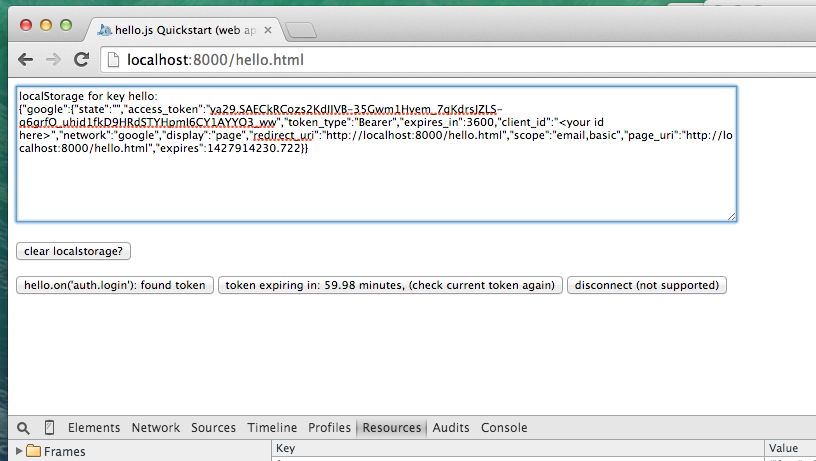 hello.js Quickstart (web ap
localhost:8000/hello.html
localStorage for key hello:
{"google":{"state":"","access_token":"ya29.SAECkRCozs2KdJJVB-35Gwm1Hvem_7qKdrsJZLS-
q6grfO_uhid1fkD9HRdSTYHpmI6CY1AYYO3_ww","token_type":"Bearer","expires_in":3600,"client_id":"<your id
here>","network":"google","display":"page","redirect_uri":"http://localhost:8000/hello.html","scope":"email,basic","page_uri":"http://lo
calhost:8000/hello.html","expires":1427914230.722}}
clear localstorage?
hello.on('auth.login'): found token token expiring in: 59.98 minutes, (check current token again) disconnect (not supported)
Elements Network Sources Timeline Profiles Resources Audits Console
Frames Key Value